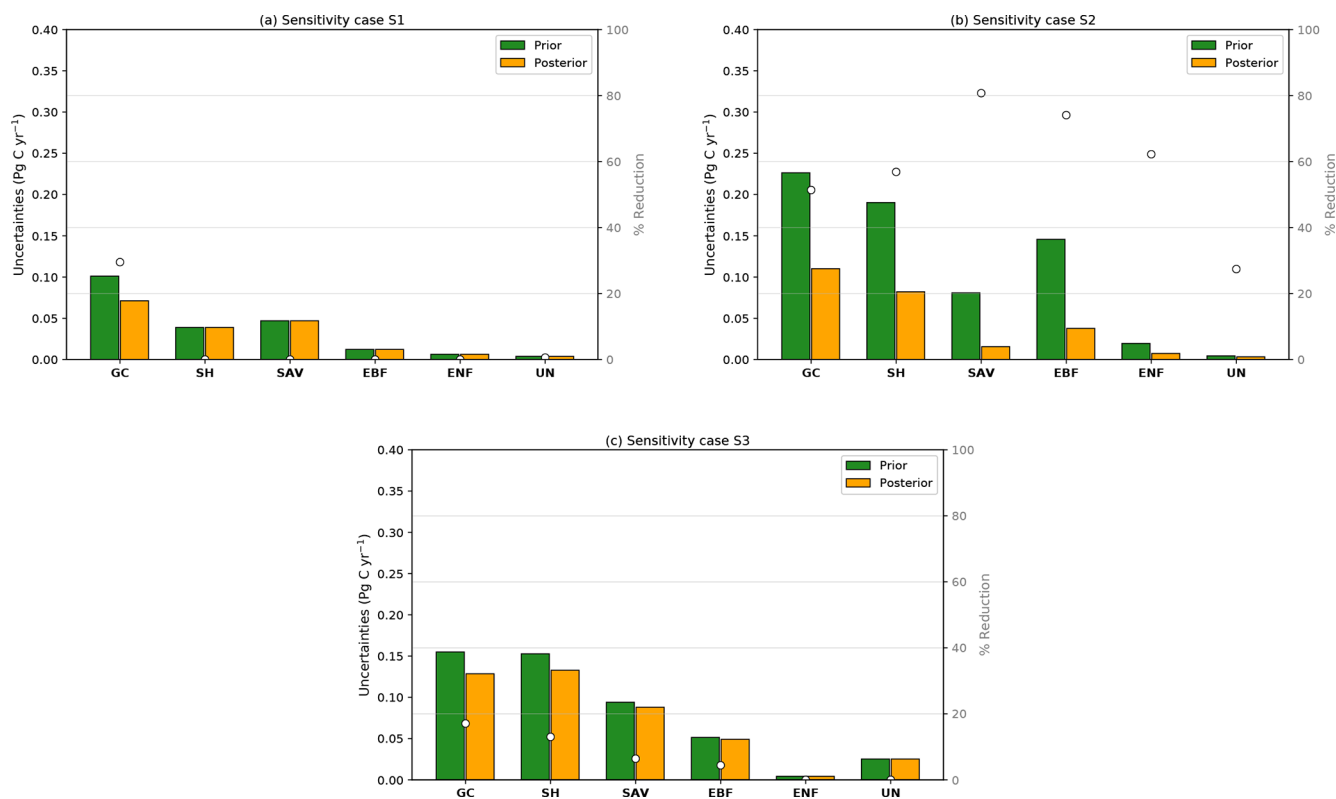 (a) Sensitivity case S1
Uncertainties (Pg C yr⁻¹)
0.40
0.35
0.30
0.25
0.20
0.15
0.10
0.05
0.00
Prior
Posterior
100
80
60
40
20
0
% Reduction
GC SH SAV EBF ENF UN
(b) Sensitivity case S2
Uncertainties (Pg C yr⁻¹)
0.40
0.35
0.30
0.25
0.20
0.15
0.10
0.05
0.00
Prior
Posterior
100
80
60
40
20
0
% Reduction
GC SH SAV EBF ENF UN
(c) Sensitivity case S3
Uncertainties (Pg C yr⁻¹)
0.40
0.35
0.30
0.25
0.20
0.15
0.10
0.05
0.00
Prior
Posterior
100
80
60
40
20
0
% Reduction
GC SH SAV EBF ENF UN